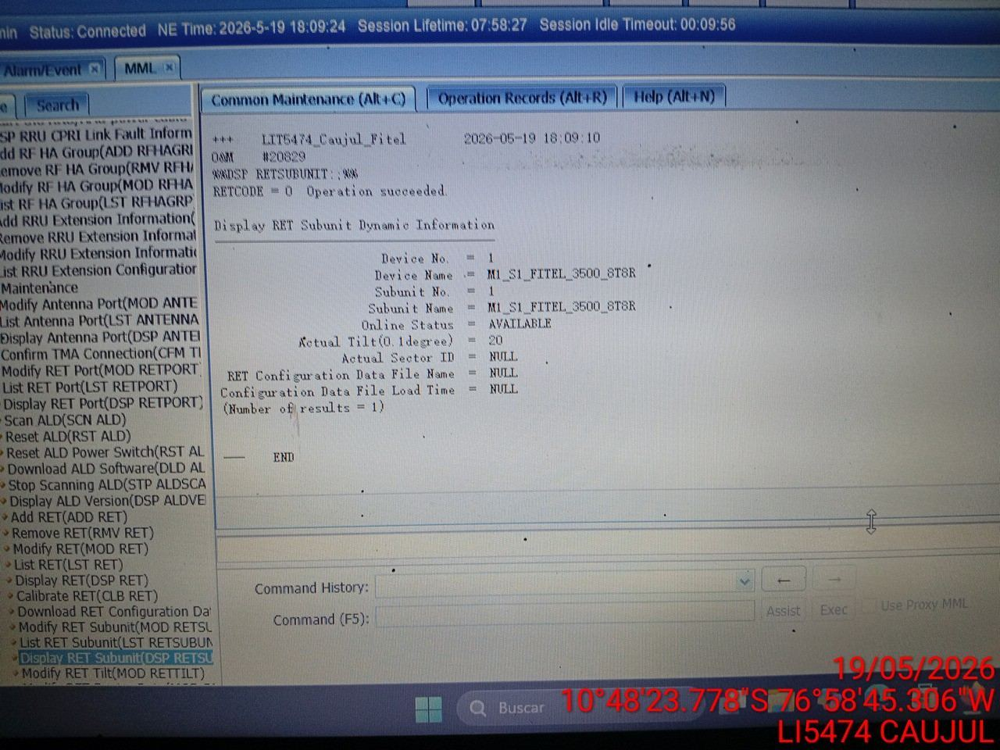 min Status: Connected NE Time: 2026-5-19 18:09:24 Session Lifetime: 07:58:27 Session Idle Timeout: 00:09:56
Alarm/Event MML
Search
Common Maintenance (Alt+C) Operation Records (Alt+R) Help (Alt+N)
SP RRU CPRI Link Fault Inform
dd RF HA Group(ADD RFHAGRI
emove RF HA Group(RMV RFH
Modify RF HA Group(MOD RFHA
ist RF HA Group(LST RFHAGRP
dd RRU Extension Information(
Remove RRU Extension Informat
Modify RRU Extension Informati
List RRU Extension Configuration
Maintenance
Modify Antenna Port(MOD ANTE
List Antenna Port(LST ANTENNA
Display Antenna Port(DSP ANTE
Confirm TMA Connection(CFM T
Modify RET Port(MOD RETPORT
List RET Port(LST RETPORT)
Display RET Port(DSP RETPORT)
Scan ALD(SCN ALD)
Reset ALD(RST ALD)
Reset ALD Power Switch(RST AL
Download ALD Software(DLD AL
Stop Scanning ALD(STP ALDSCA
Display ALD Version(DSP ALDVE
Add RET(ADD RET)
Remove RET(RMV RET)
Modify RET(MOD RET)
List RET(LST RET)
Display RET(DSP RET)
Calibrate RET(CLB RET)
Download RET Configuration Da
Modify RET Subunit(MOD RETSU
List RET Subunit(LST RETSUBUN
Display RET Subunit(DSP RETSU
Modify RET Tilt(MOD RETTILT)
+++ LIT5474_Caujul_Fitel 2026-05-19 18:09:10
O&M #20829
%%DSP RETSUBUNIT:;%%
RETCODE = 0 Operation succeeded.
Display RET Subunit Dynamic Information
Device No. = 1
Device Name = M1_S1_FITEL_3500_8T8R
Subunit No. = 1
Subunit Name = M1_S1_FITEL_3500_8T8R
Online Status = AVAILABLE
Actual Tilt(0.1degree) = 20
Actual Sector ID = NULL
RET Configuration Data File Name = NULL
Configuration Data File Load Time = NULL
(Number of results = 1)
--- END
Command History: ← →
Command (F5): Assist Exec Use Proxy MML
Buscar
19/05/2026
10°48'23.778"S 76°58'45.306"W
LI5474 CAUJUL